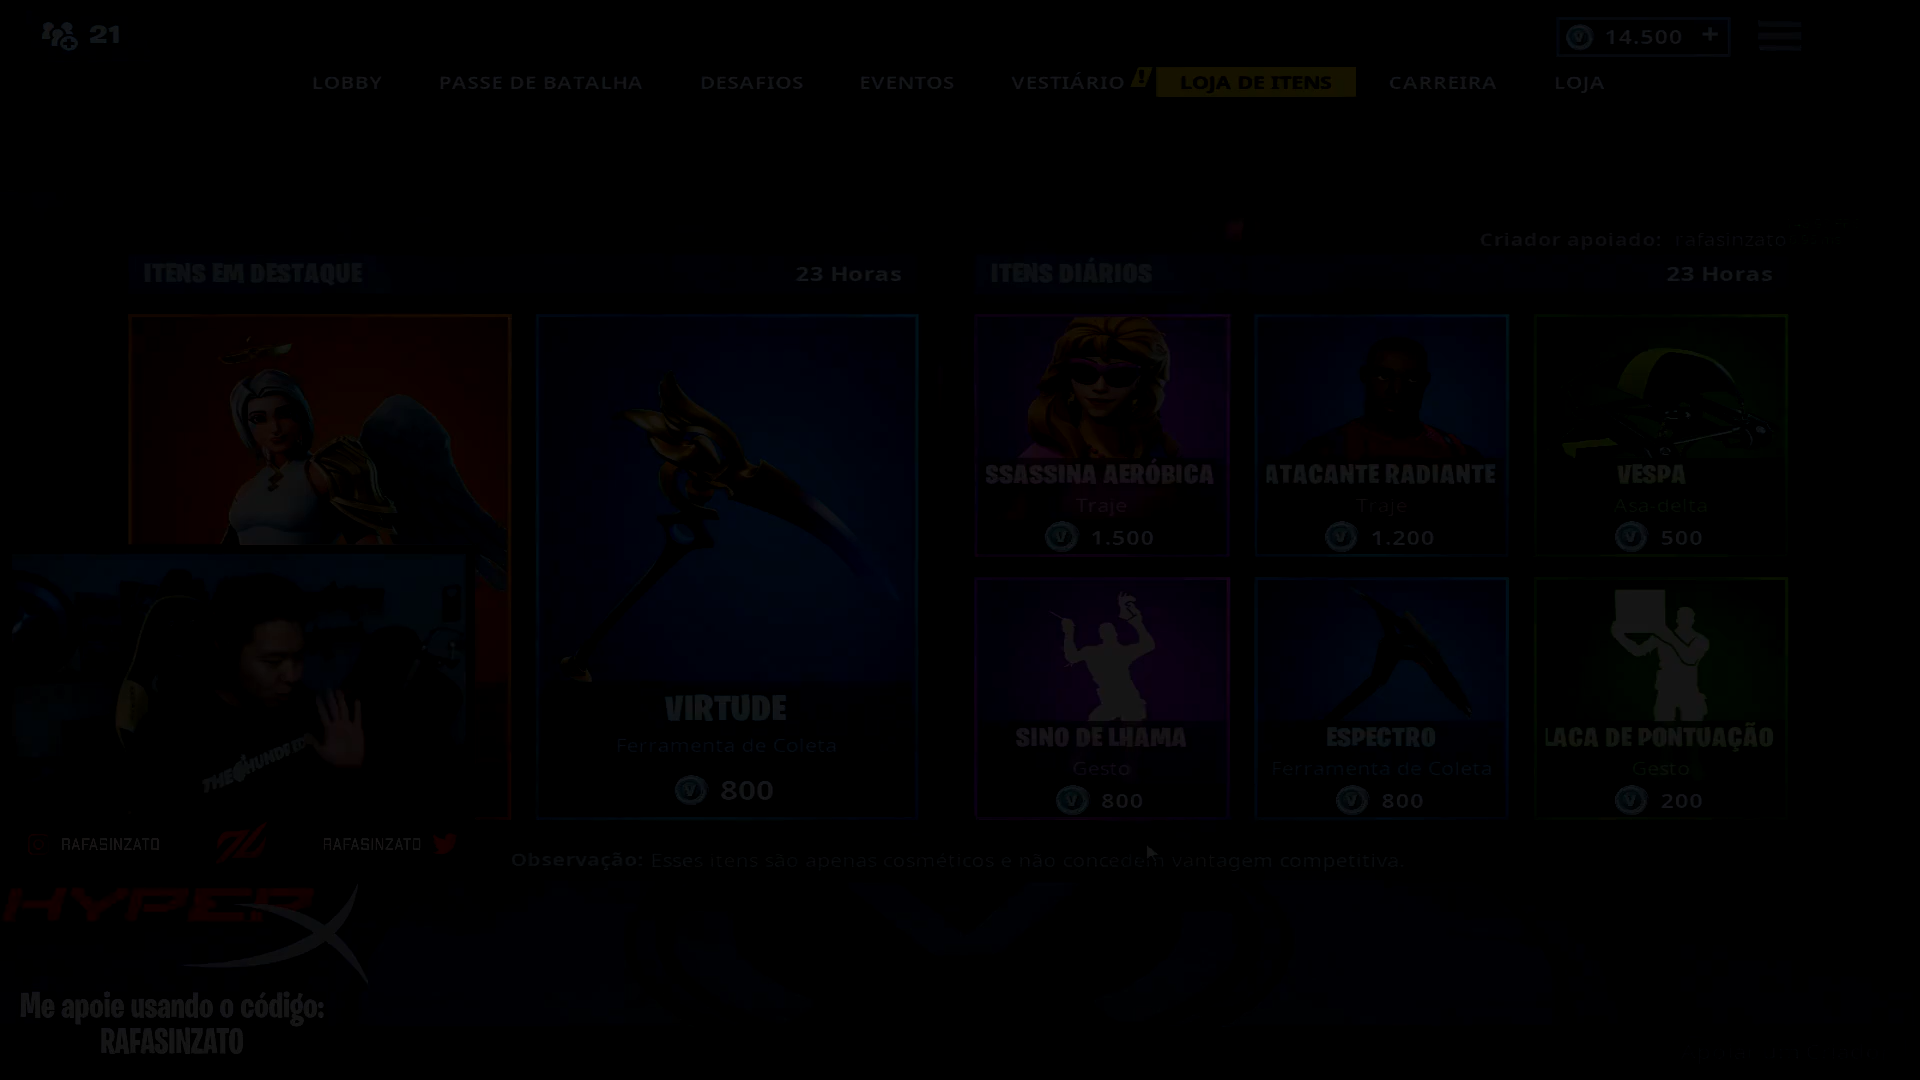 21
14.500 +
LOBBY PASSE DE BATALHA DESAFIOS EVENTOS VESTIÁRIO ! LOJA DE ITENS CARREIRA LOJA
Criador apoiado: rafasinzato
ITENS EM DESTAQUE 23 Horas
ITENS DIÁRIOS 23 Horas
VIRTUDE
Ferramenta de Coleta
800
SSASSINA AERÓBICA
Traje
1.500
ATACANTE RADIANTE
Traje
1.200
VESPA
Asa-delta
500
SINO DE LHAMA
Gesto
800
ESPECTRO
Ferramenta de Coleta
800
LACA DE PONTUAÇÃO
Gesto
200
RAFASINZATO RAFASINZATO
Observação: Esses itens são apenas cosméticos e não concedem vantagem competitiva.
HYPERX
Me apoie usando o código:
RAFASINZATO